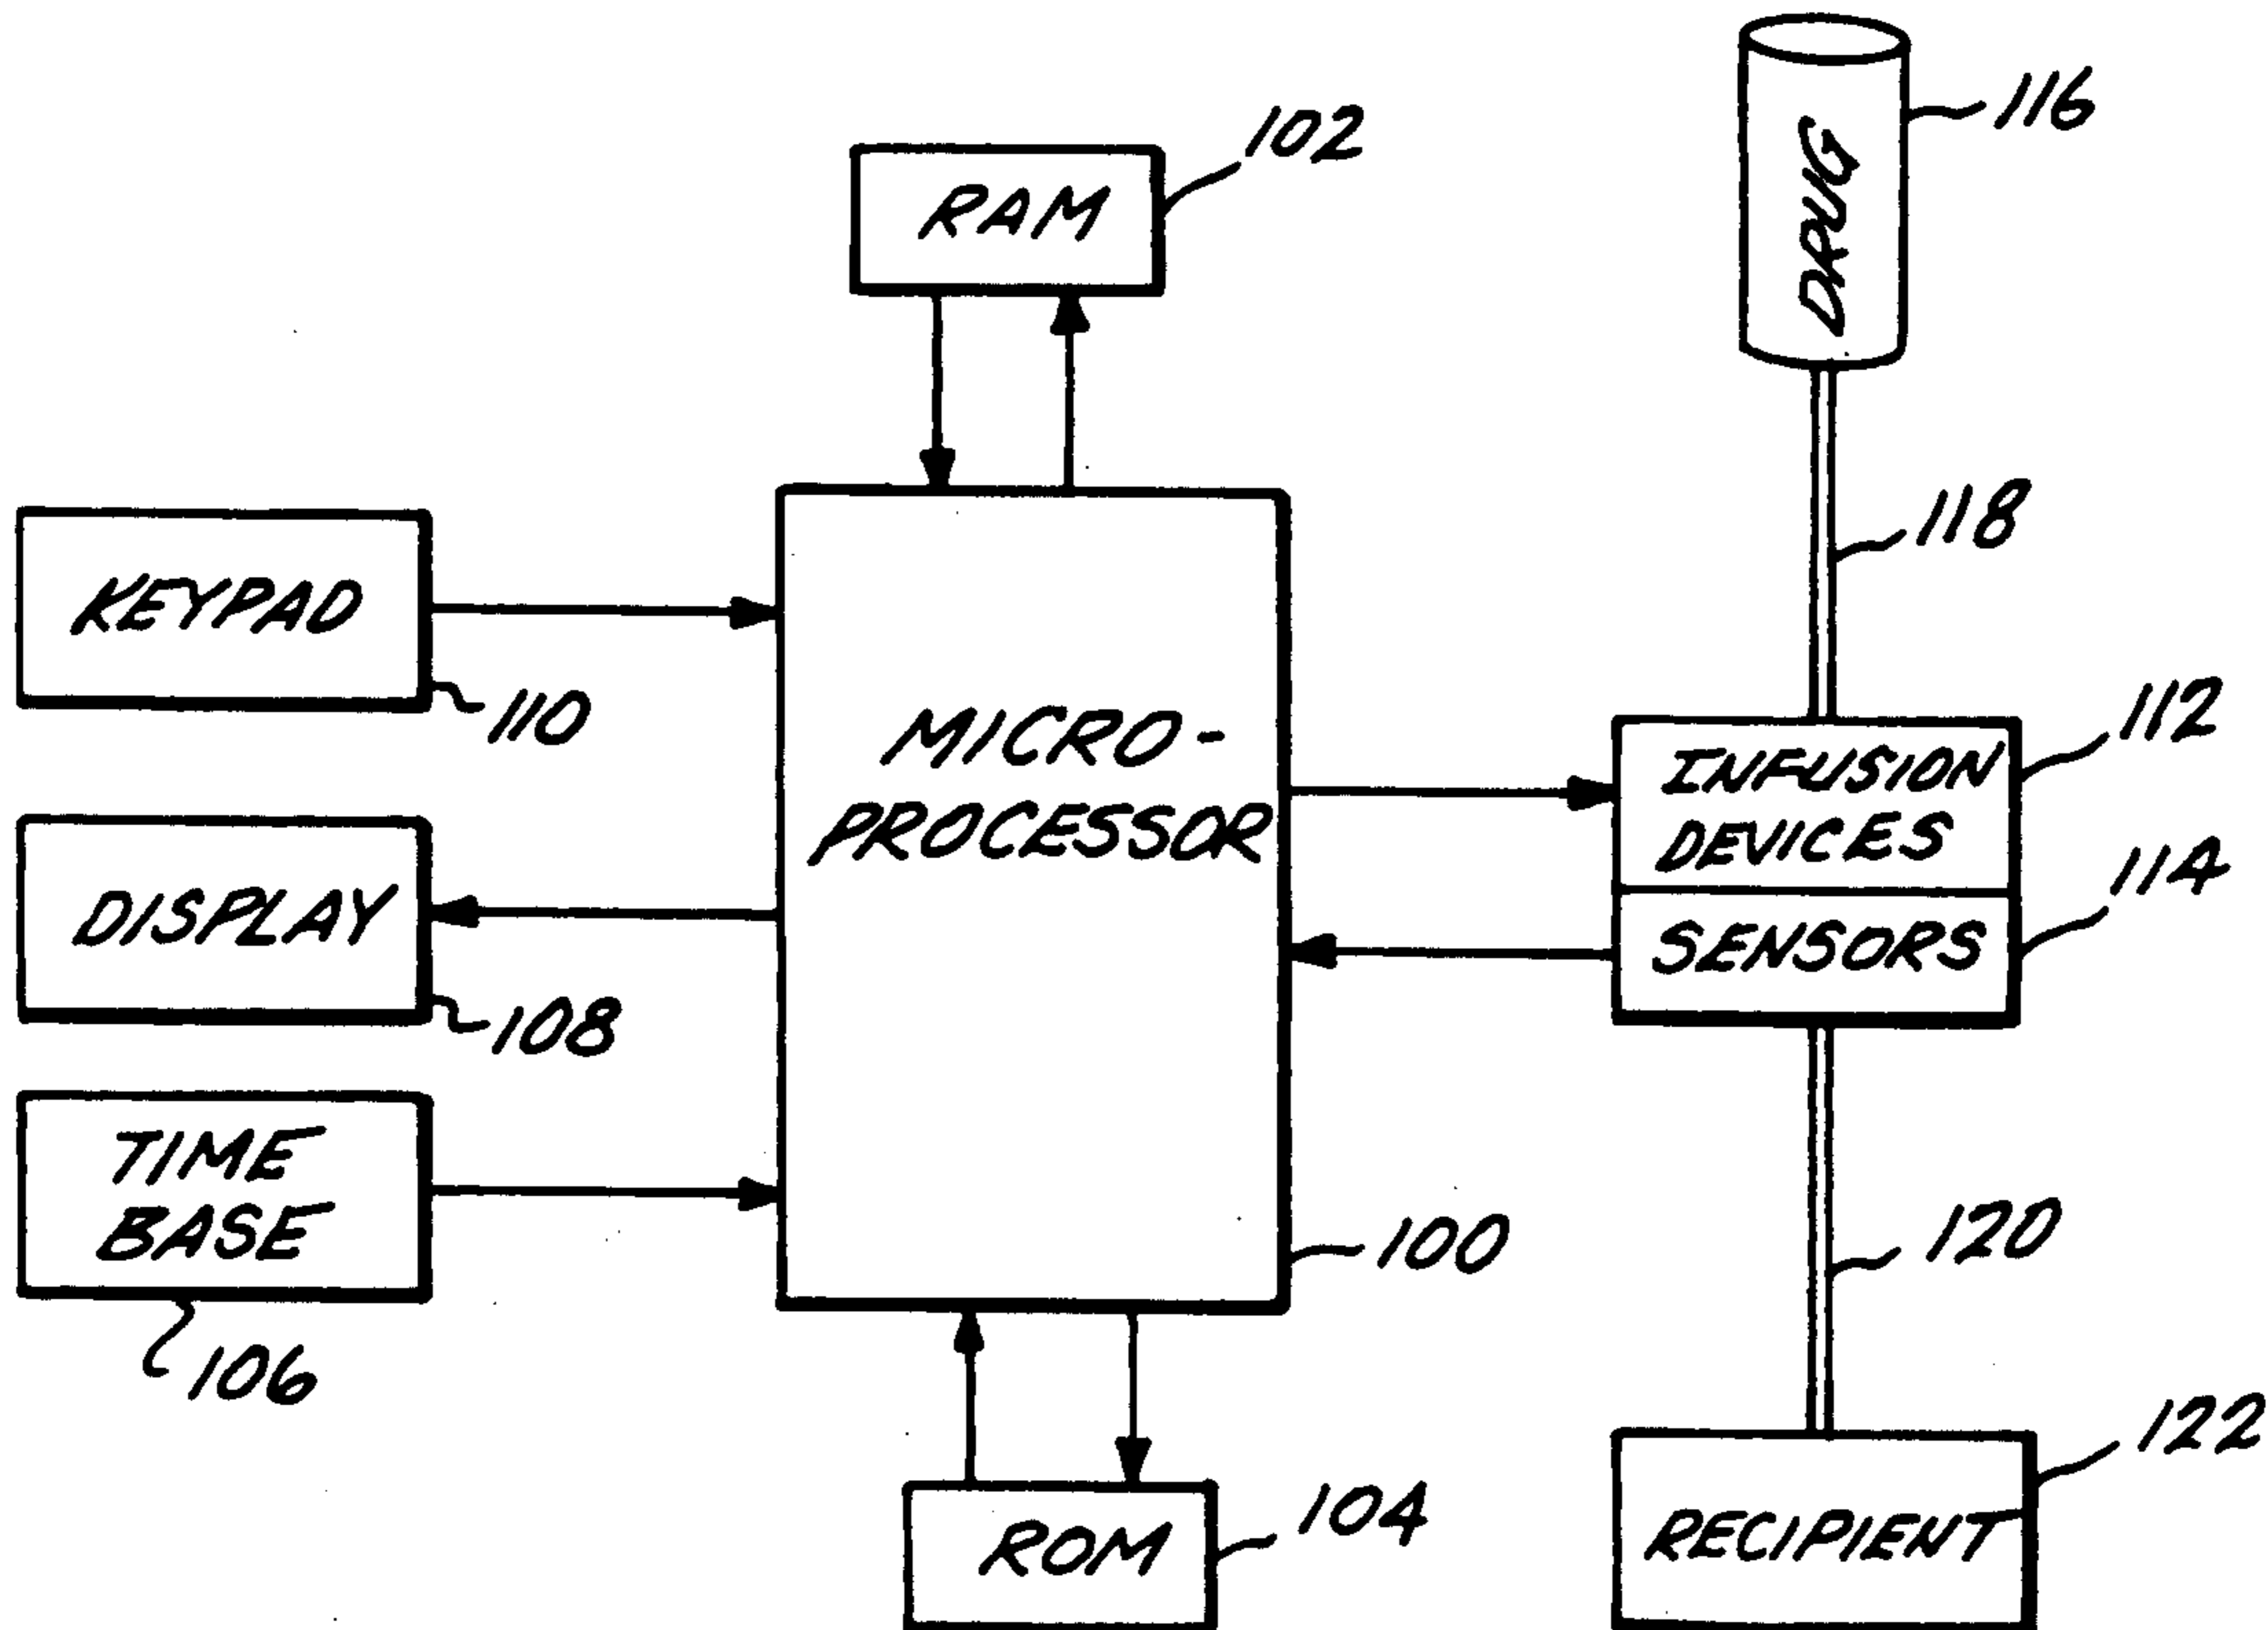 116
DRUG
102
RAM
118
KEYPAD
110
MICRO-
PROCESSOR
112
INFUSION
DEVICES
114
SENSORS
DISPLAY
108
TIME
BASE
106
100
120
104
ROM
122
RECIPIENT